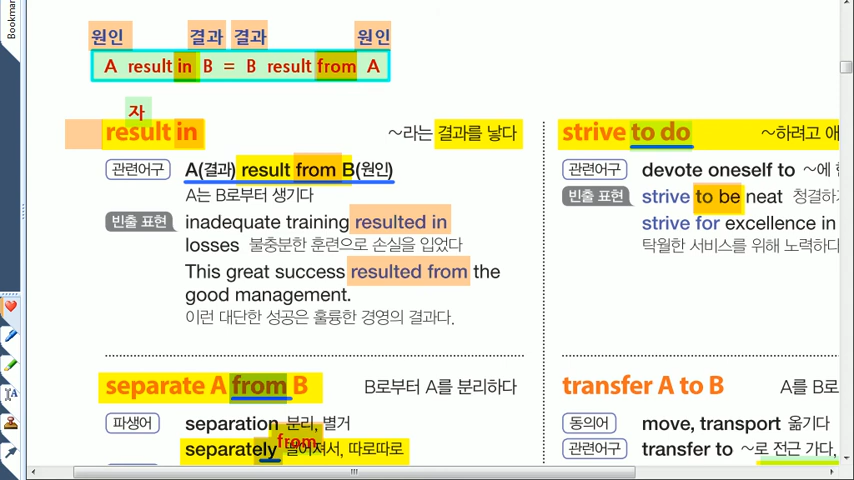 Bookmar
원인 결과 결과 원인
A result in B = B result from A
자
result in ~라는 결과를 낳다
관련어구 A(결과) result from B(원인)
A는 B로부터 생기다
빈출 표현 inadequate training resulted in
losses 불충분한 훈련으로 손실을 입었다
This great success resulted from the
good management.
이런 대단한 성공은 훌륭한 경영의 결과다.
separate A from B B로부터 A를 분리하다
파생어 separation 분리, 별거
from
separately 떨어져서, 따로따로
strive to do ~하려고 애
관련어구 devote oneself to ~에
빈출 표현 strive to be neat 청결하
strive for excellence in
탁월한 서비스를 위해 노력하다
transfer A to B A를 B로
동의어 move, transport 옮기다
관련어구 transfer to ~로 전근 가다,